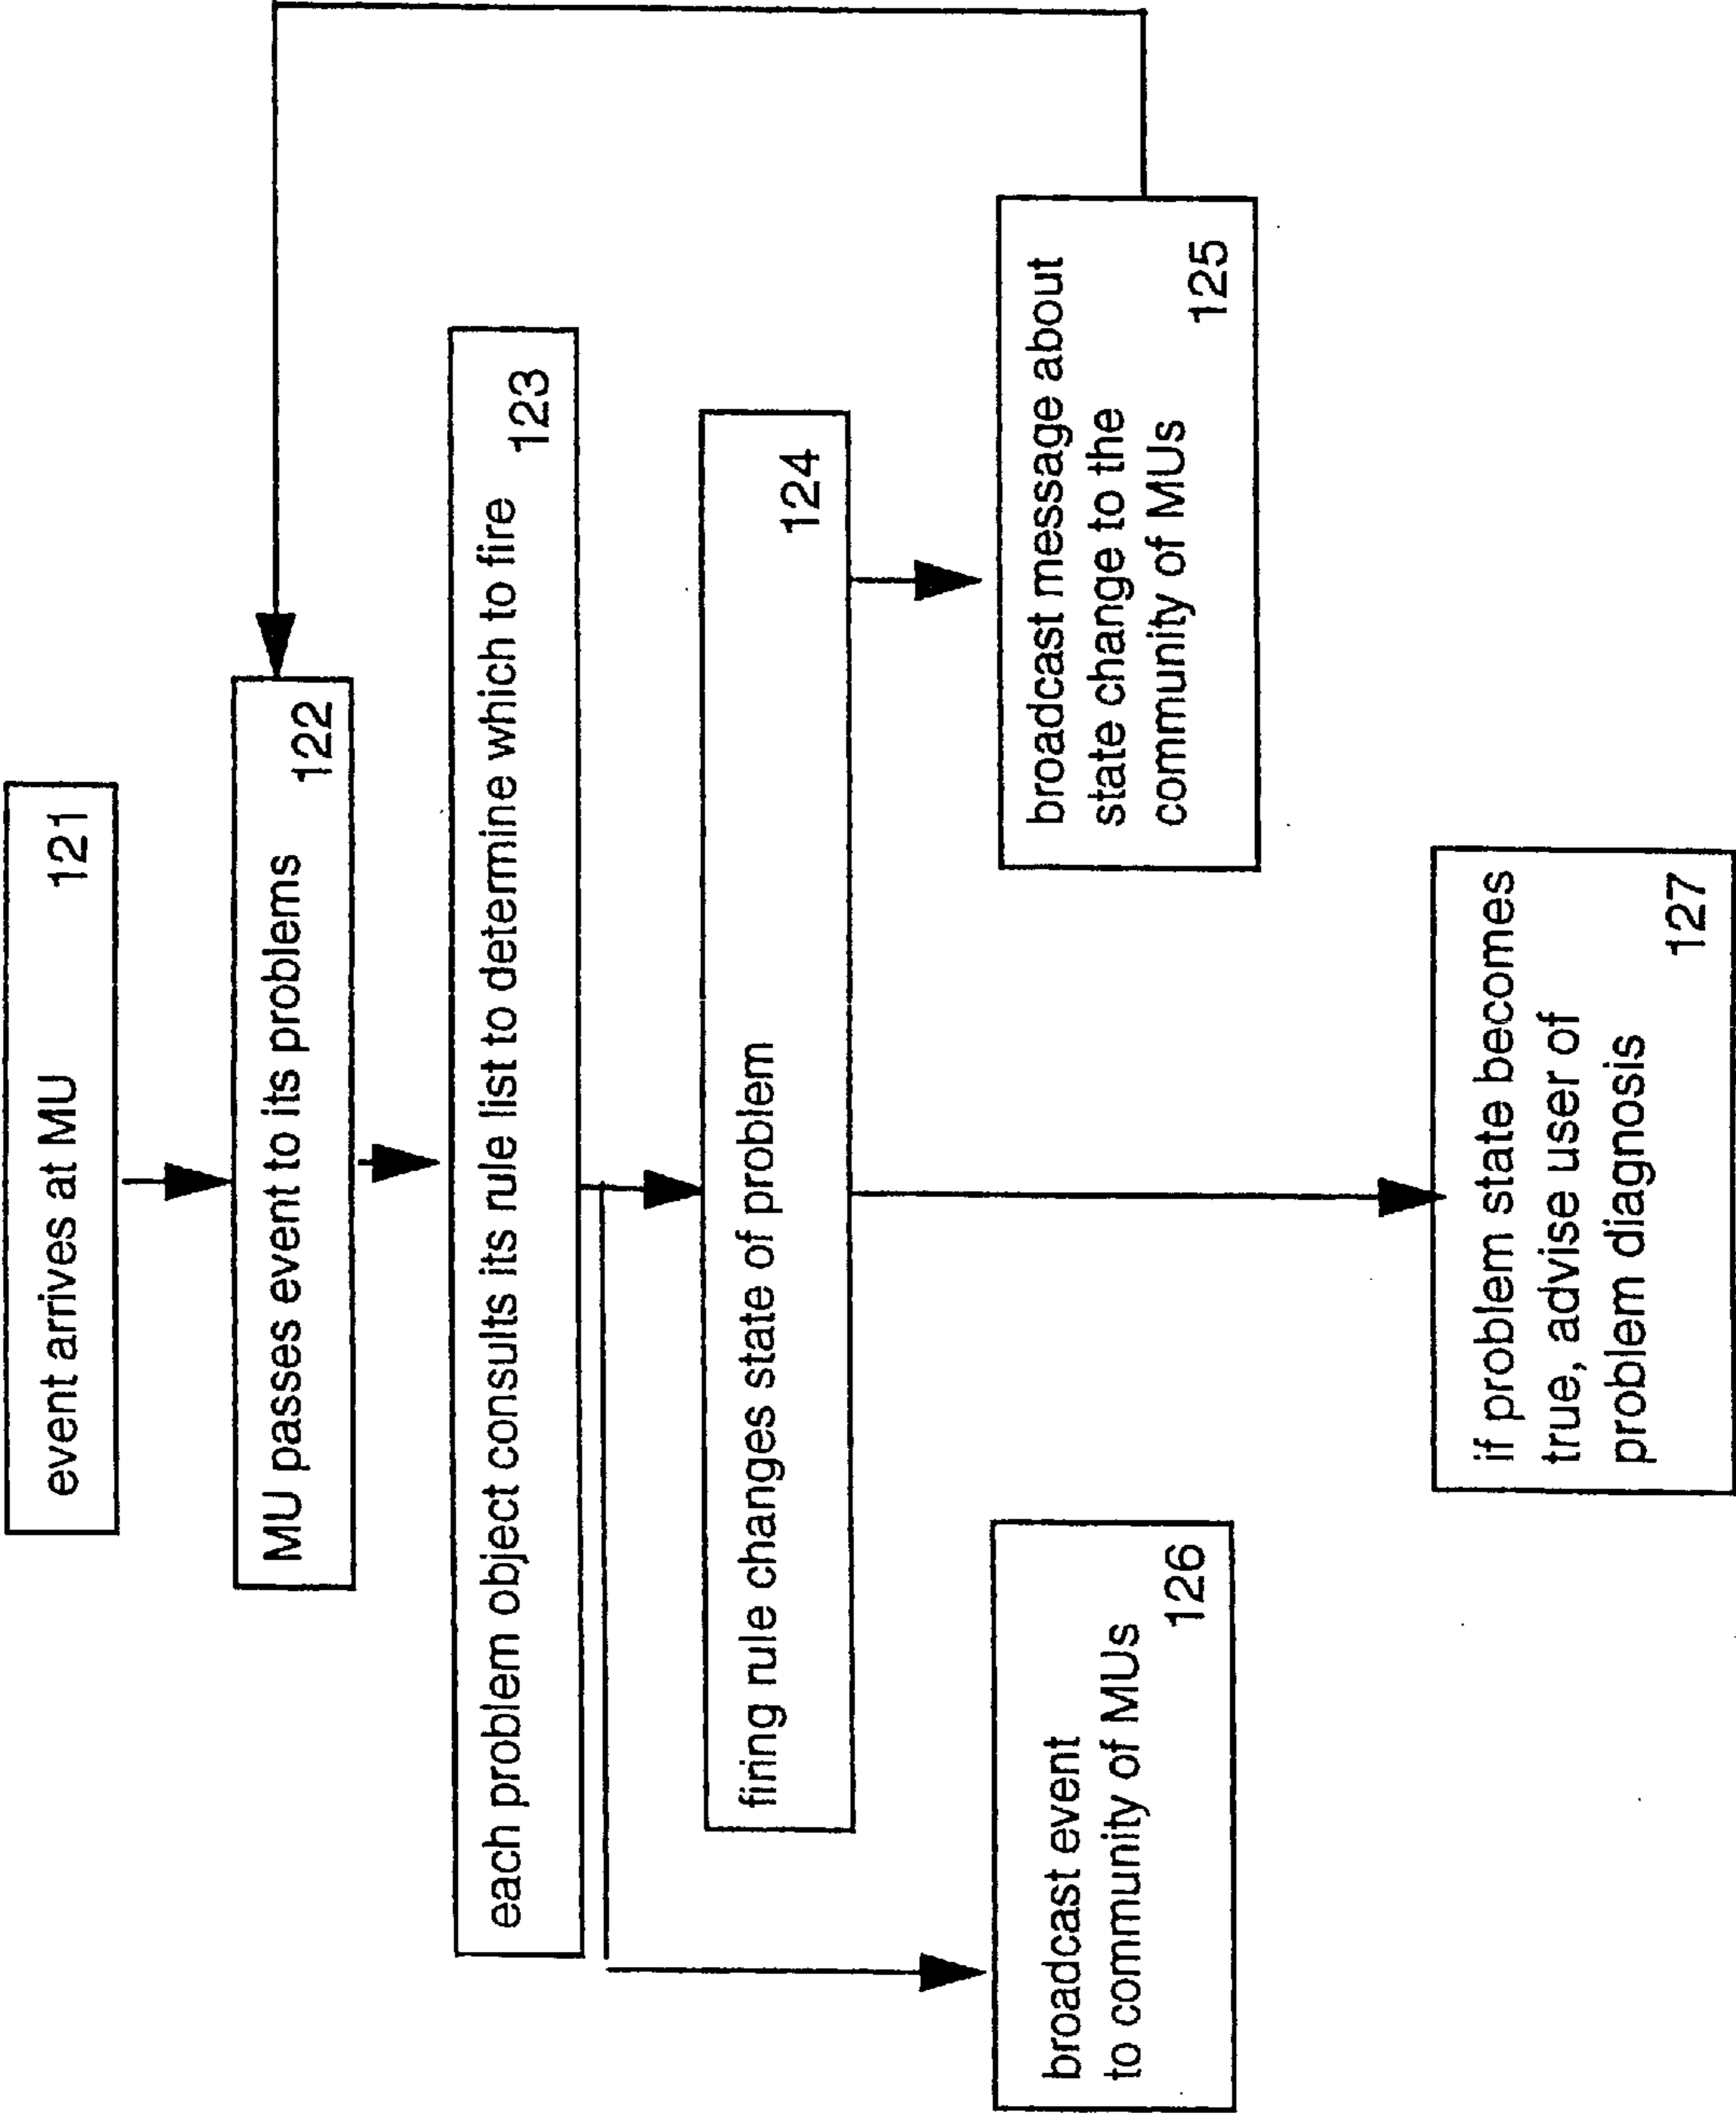 event arrives at MU 121
MU passes event to its problems
122
each problem object consults its rule list to determine which to fire
123
firing rule changes state of problem
124
broadcast message about
state change to the
community of MUs
125
broadcast event
to community of MUs
126
if problem state becomes
true, advise user of
problem diagnosis
127